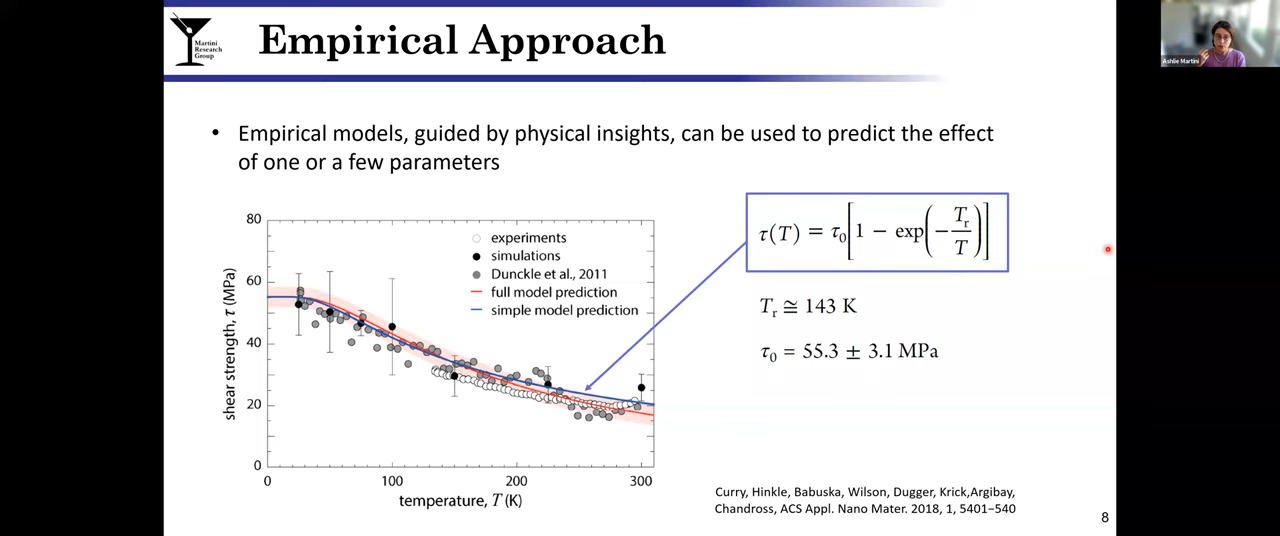 Martini
Research
Group
Empirical Approach
Ashlie Martini
• Empirical models, guided by physical insights, can be used to predict the effect
of one or a few parameters
80
60
40
20
0
shear strength, τ (MPa)
experiments
simulations
Dunckle et al., 2011
full model prediction
simple model prediction
0
100
200
300
temperature, T (K)
τ(T) = τ₀[1 − exp(−Tᵣ/T)]
Tᵣ ≅ 143 K
τ₀ = 55.3 ± 3.1 MPa
Curry, Hinkle, Babuska, Wilson, Dugger, Krick,Argibay,
Chandross, ACS Appl. Nano Mater. 2018, 1, 5401−540
8